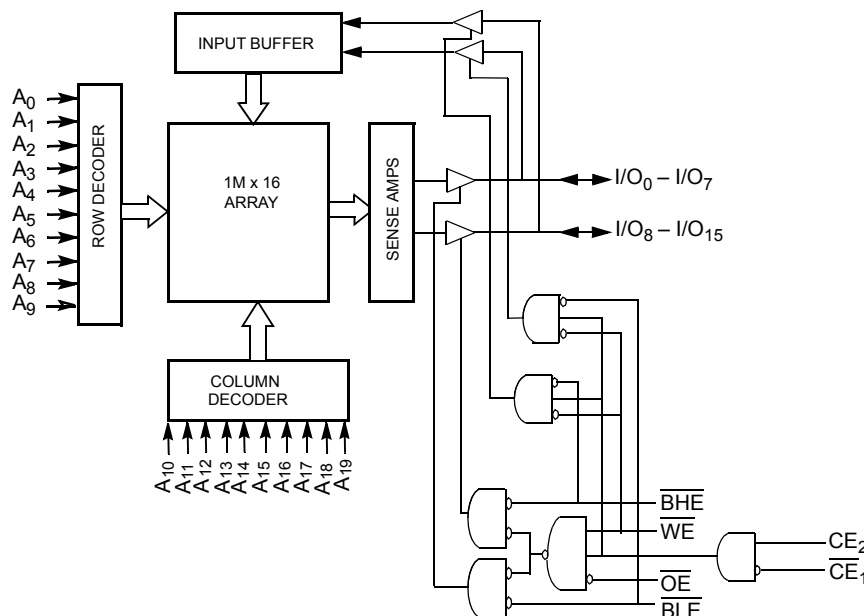 INPUT BUFFER
A0
A1
A2
A3
A4
A5
A6
A7
A8
A9
ROW DECODER
1M x 16
ARRAY
SENSE AMPS
I/O0 – I/O7
I/O8 – I/O15
COLUMN
DECODER
A10
A11
A12
A13
A14
A15
A16
A17
A18
A19
BHE
WE
CE2
CE1
OE
BLE